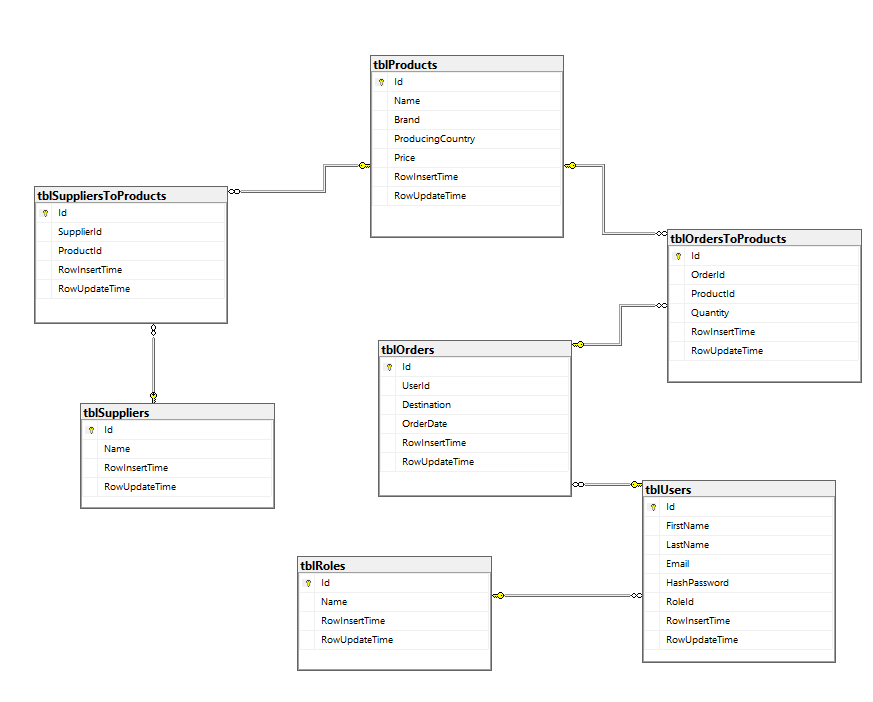 tblProducts
Id
Name
Brand
ProducingCountry
Price
RowInsertTime
RowUpdateTime
tblSuppliersToProducts
Id
SupplierId
ProductId
RowInsertTime
RowUpdateTime
tblOrdersToProducts
Id
OrderId
ProductId
Quantity
RowInsertTime
RowUpdateTime
tblOrders
Id
UserId
Destination
OrderDate
RowInsertTime
RowUpdateTime
tblSuppliers
Id
Name
RowInsertTime
RowUpdateTime
tblUsers
Id
FirstName
LastName
Email
HashPassword
RoleId
RowInsertTime
RowUpdateTime
tblRoles
Id
Name
RowInsertTime
RowUpdateTime